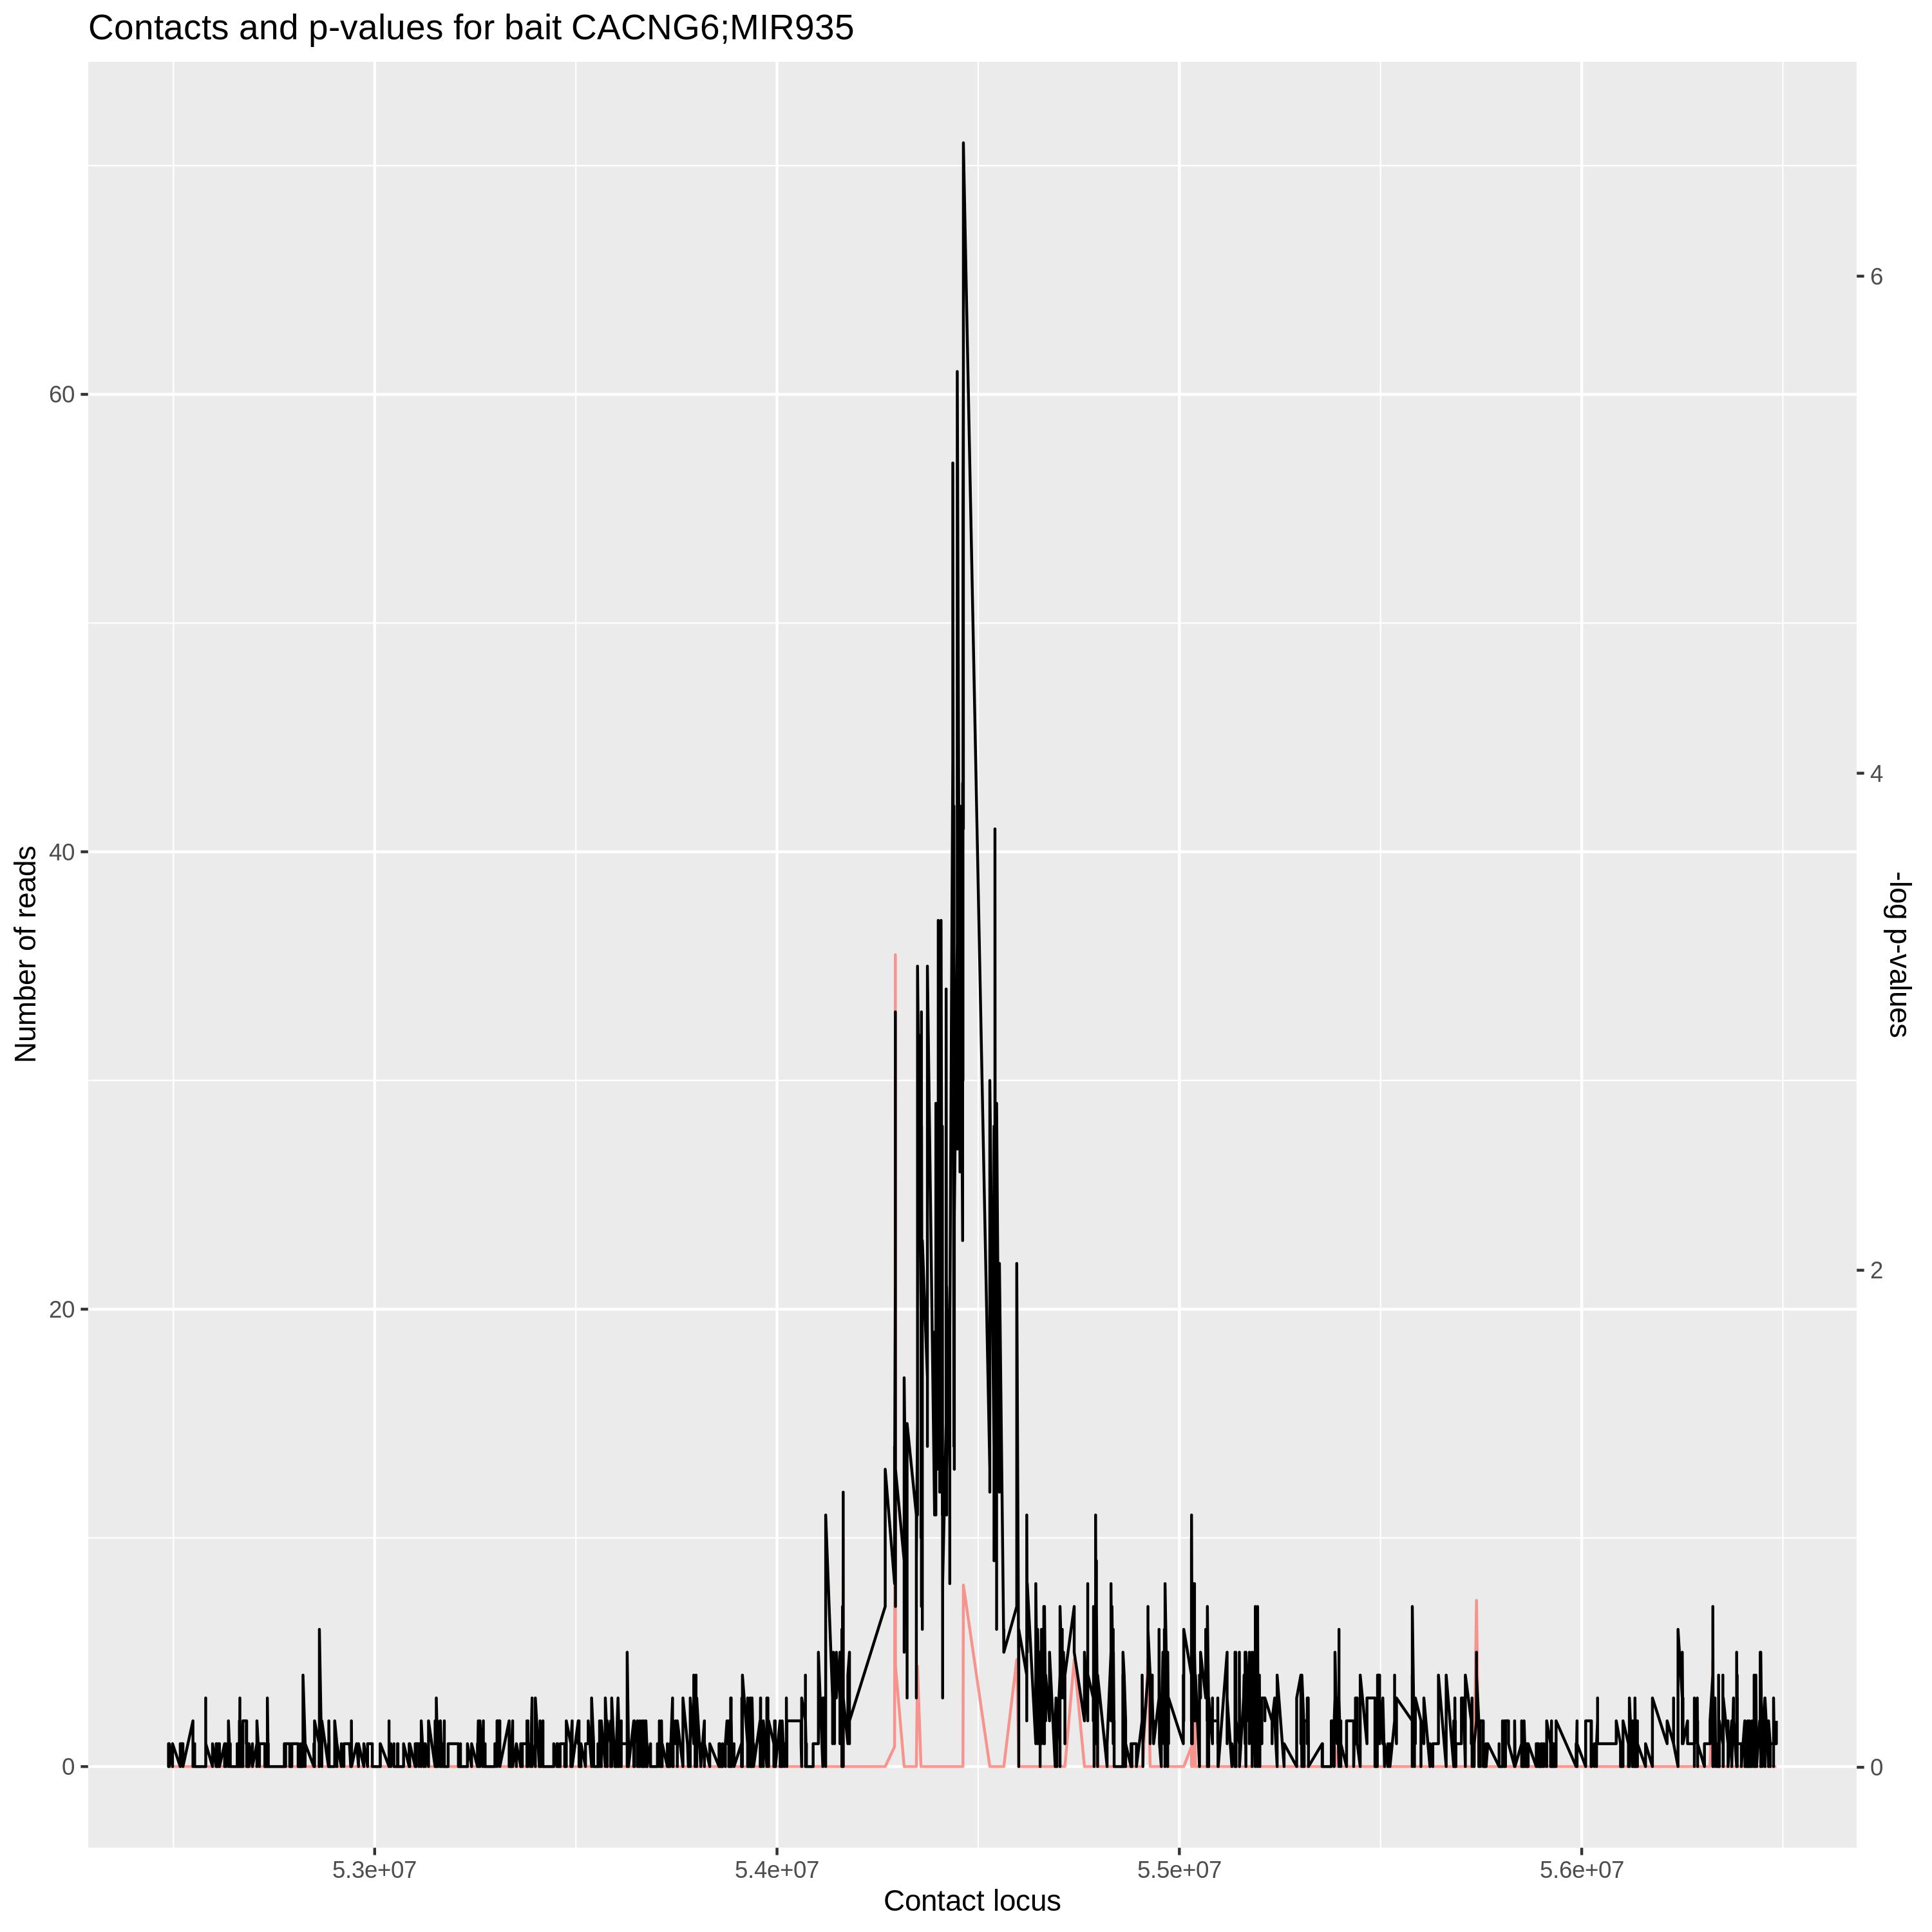 Contacts and p-values for bait CACNG6;MIR935
Number of reads
60
40
20
0
6
4
2
0
-log p-values
5.3e+07 5.4e+07 5.5e+07 5.6e+07
Contact locus